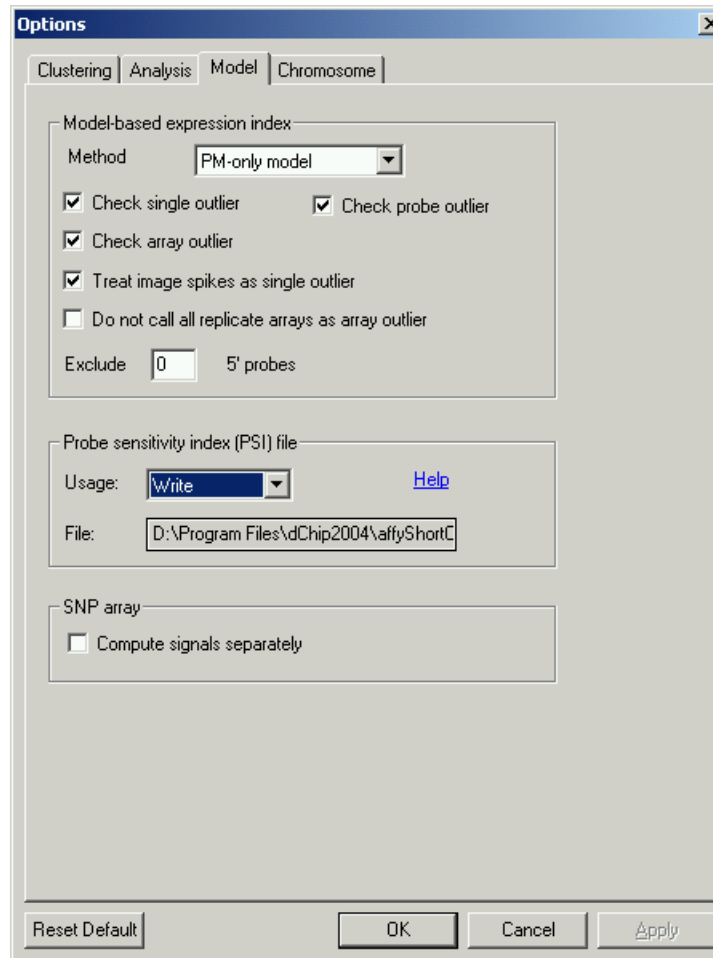 Options
Clustering Analysis Model Chromosome
Model-based expression index
Method PM-only model
Check single outlier Check probe outlier
Check array outlier
Treat image spikes as single outlier
Do not call all replicate arrays as array outlier
Exclude 0 5' probes
Probe sensitivity index (PSI) file
Usage: Write Help
File: D:\Program Files\dChip2004\affyShortC
SNP array
Compute signals separately
Reset Default OK Cancel Apply